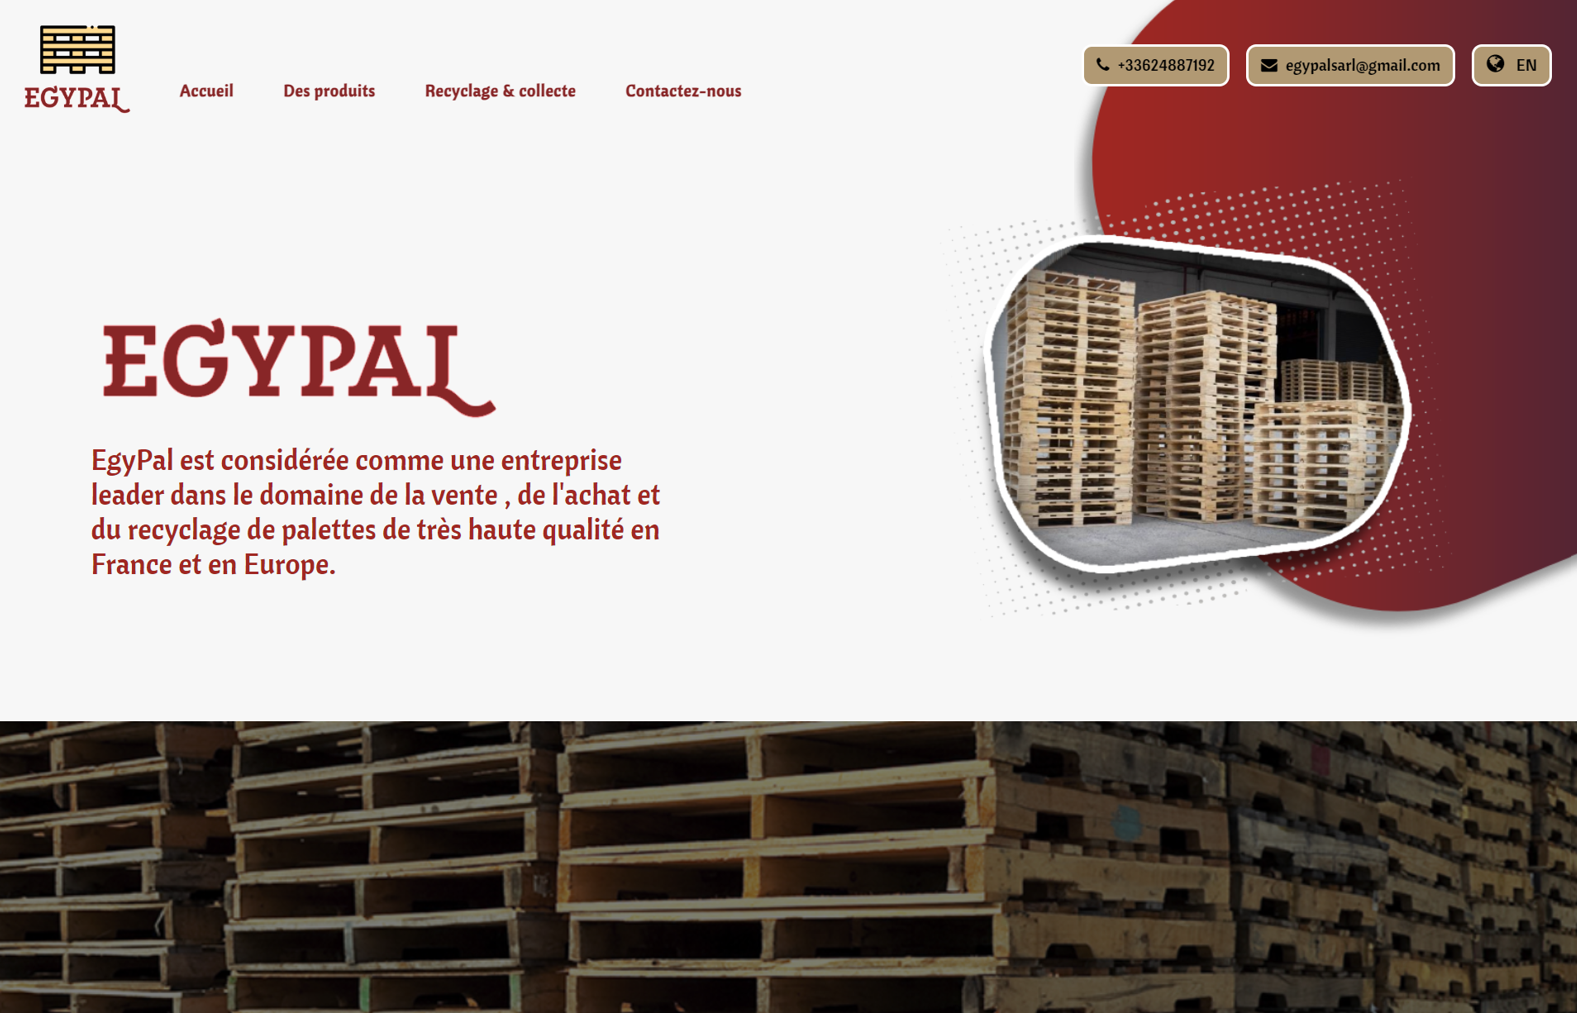 EGYPAL
Accueil
Des produits
Recyclage & collecte
Contactez-nous
+33624887192
egypalsarl@gmail.com
EN
EGYPAL
EgyPal est considérée comme une entreprise
leader dans le domaine de la vente , de l'achat et
du recyclage de palettes de très haute qualité en
France et en Europe.